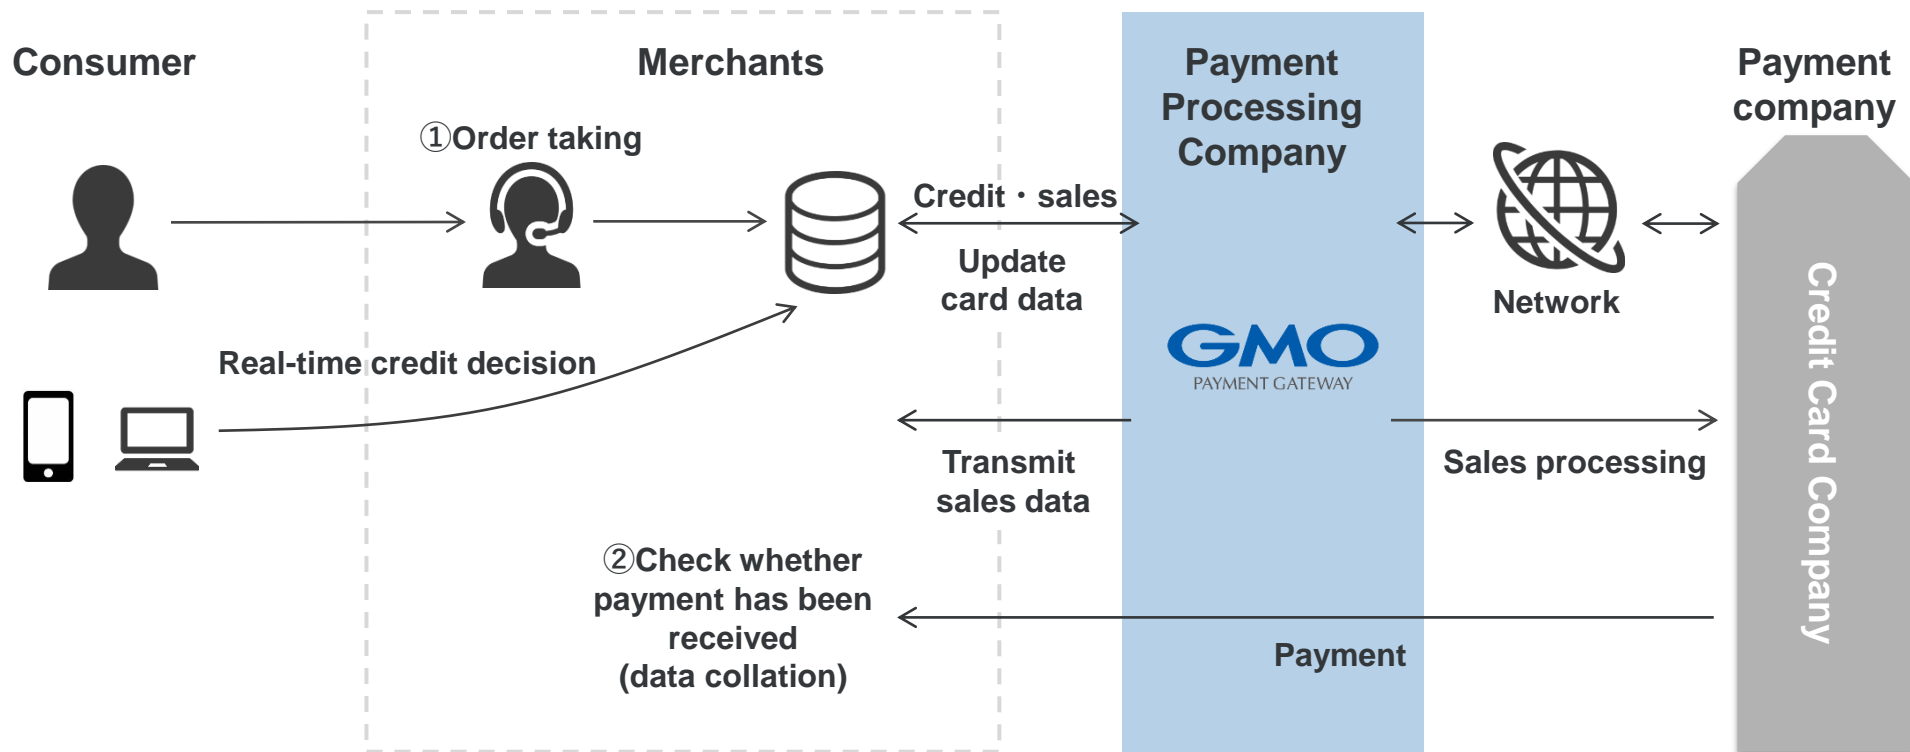 Consumer
Merchants
Payment
Processing
Company
Payment
company
①Order taking
Credit・sales
Update
card data
Network
Real-time credit decision
GMO
PAYMENT GATEWAY
Transmit
sales data
Sales processing
②Check whether
payment has been
received
(data collation)
Payment
Credit Card Company